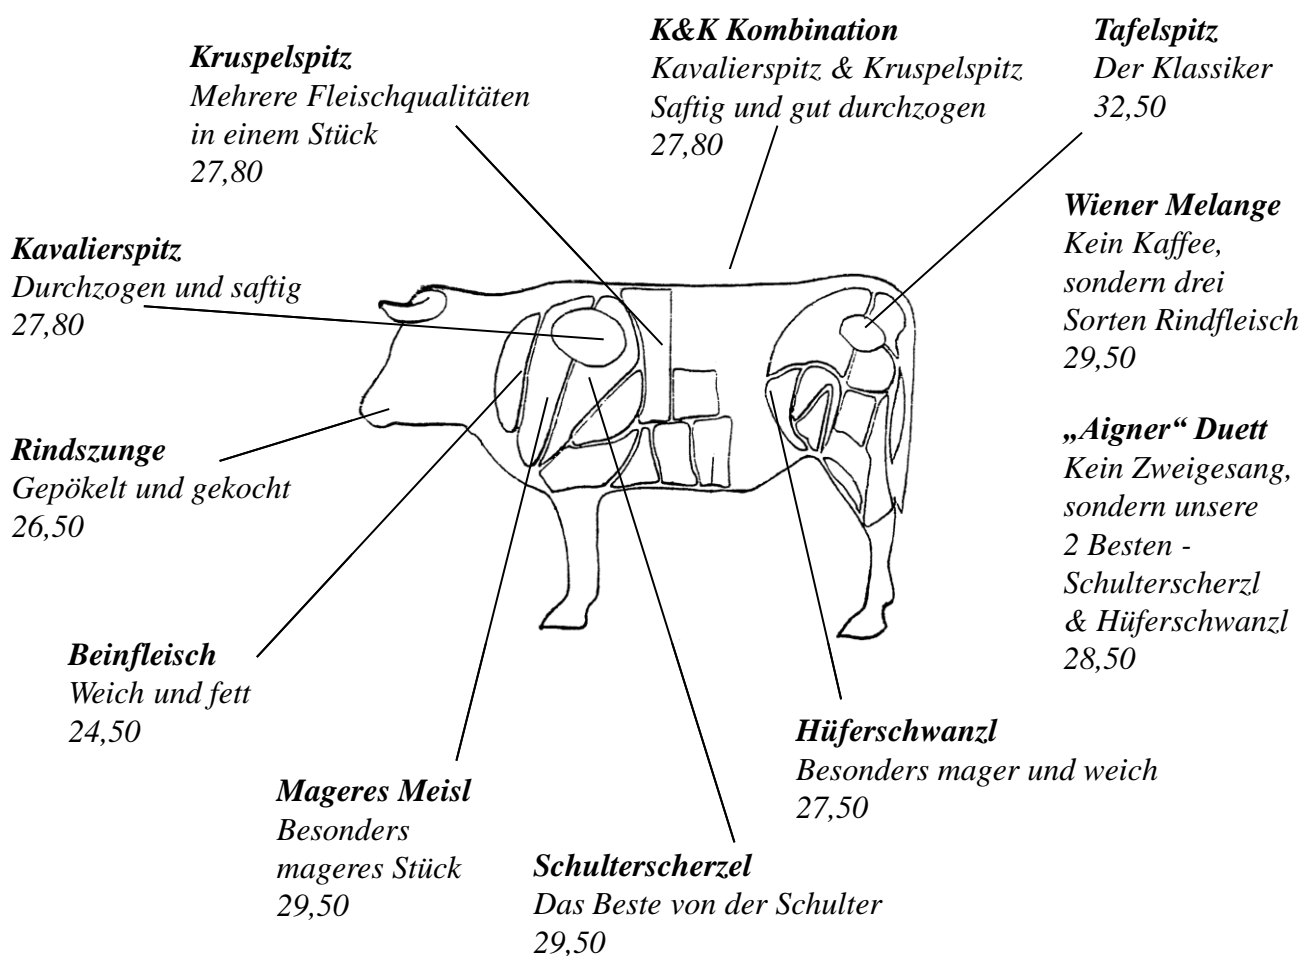 Kruspelspitz
Mehrere Fleischqualitäten
in einem Stück
27,80
K&K Kombination
Kavalierspitz & Kruspelspitz
Saftig und gut durchzogen
27,80
Tafelspitz
Der Klassiker
32,50
Wiener Melange
Kein Kaffee,
sondern drei
Sorten Rindfleisch
29,50
Kavalierspitz
Durchzogen und saftig
27,80
Rindszunge
Gepökelt und gekocht
26,50
„Aigner“ Duett
Kein Zweigesang,
sondern unsere
2 Besten -
Schulterscherzl
& Hüferschwanzl
28,50
Beinfleisch
Weich und fett
24,50
Mageres Meisl
Besonders
mageres Stück
29,50
Schulterscherzel
Das Beste von der Schulter
29,50
Hüferschwanzl
Besonders mager und weich
27,50